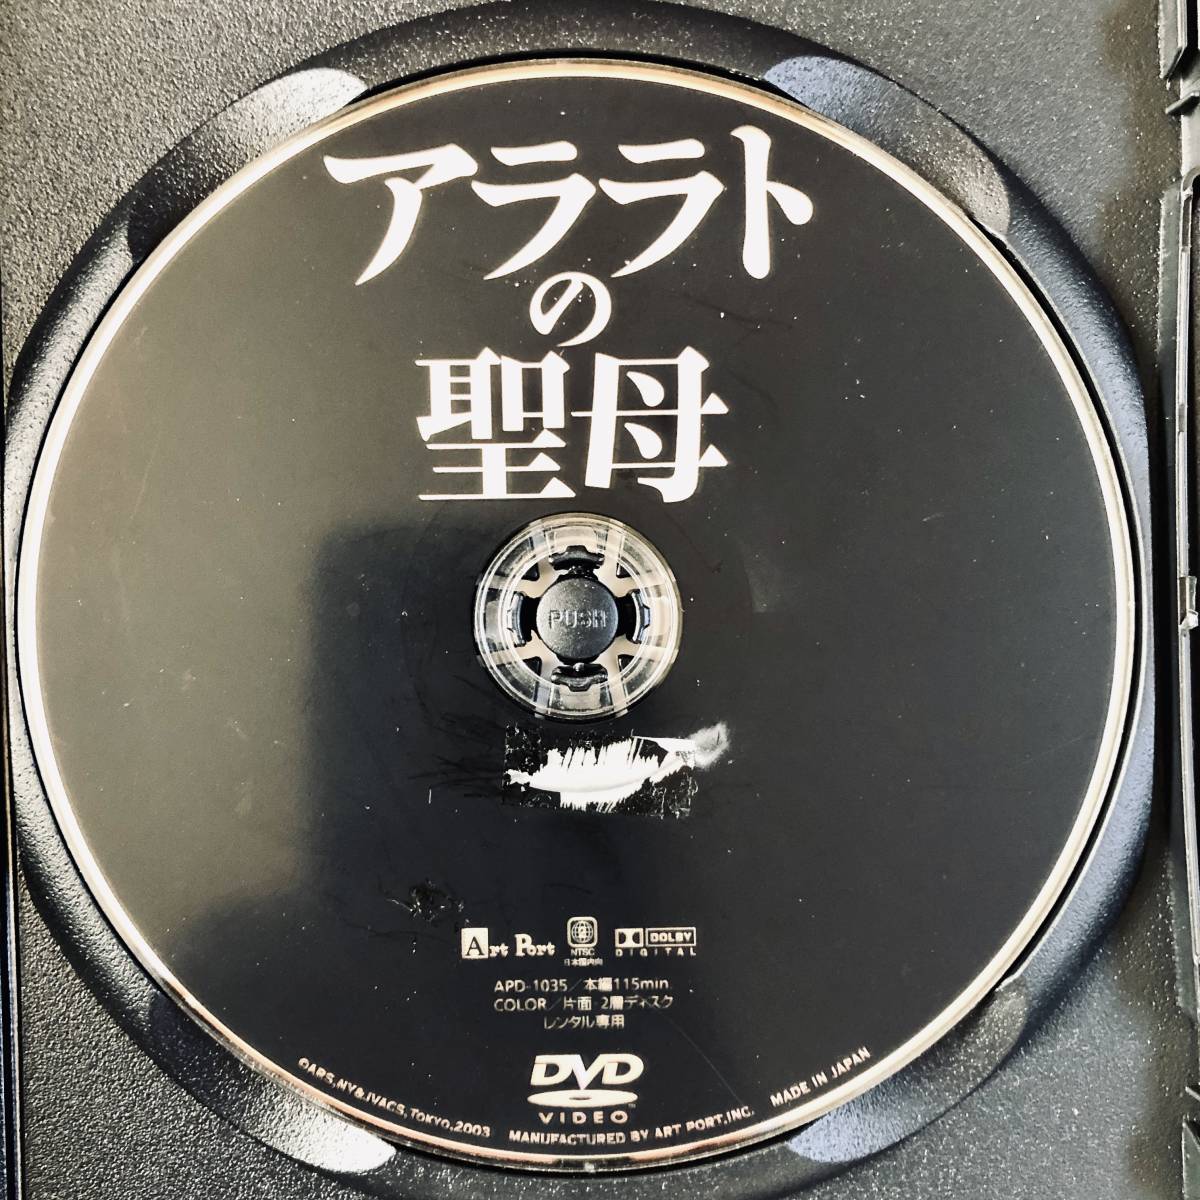 アララト
の
聖母
PUSH
Art Port
2
NTSC
日本国内向
DOLBY
DIGITAL
APD-1035/本編115min.
COLOR/片面・2層ディスク
レンタル専用
DVD
VIDEO
©ARS,NY&JVACS,TOKYO,2003 MANUFACTURED BY ART PORT,INC. MADE IN JAPAN